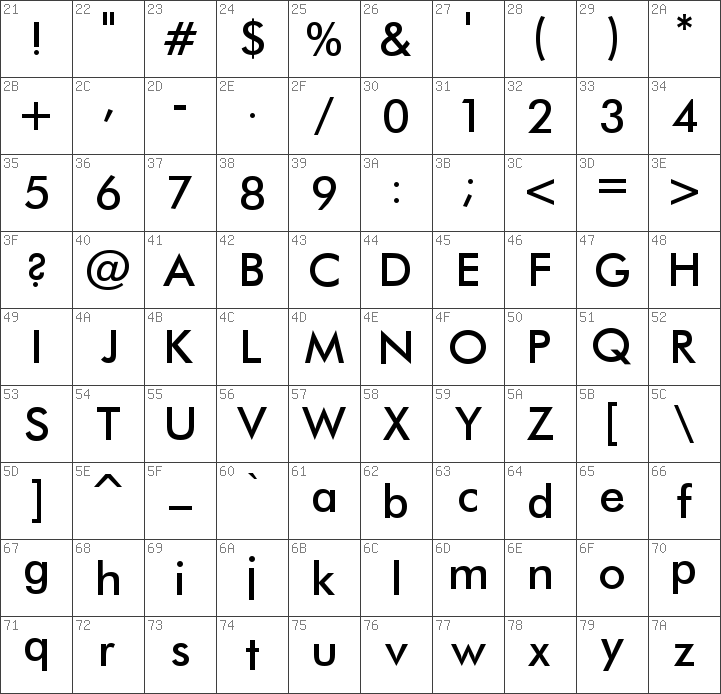 21 22 23 24 25 26 27 28 29 2A
! " # $ % & ' ( ) *
2B 2C 2D 2E 2F 30 31 32 33 34
+ , - . / 0 1 2 3 4
35 36 37 38 39 3A 3B 3C 3D 3E
5 6 7 8 9 : ; < = >
3F 40 41 42 43 44 45 46 47 48
? @ A B C D E F G H
49 4A 4B 4C 4D 4E 4F 50 51 52
I J K L M N O P Q R
53 54 55 56 57 58 59 5A 5B 5C
S T U V W X Y Z [ \
5D 5E 5F 60 61 62 63 64 65 66
] ^ _ ` a b c d e f
67 68 69 6A 6B 6C 6D 6E 6F 70
g h i j k l m n o p
71 72 73 74 75 76 77 78 79 7A
q r s t u v w x y z